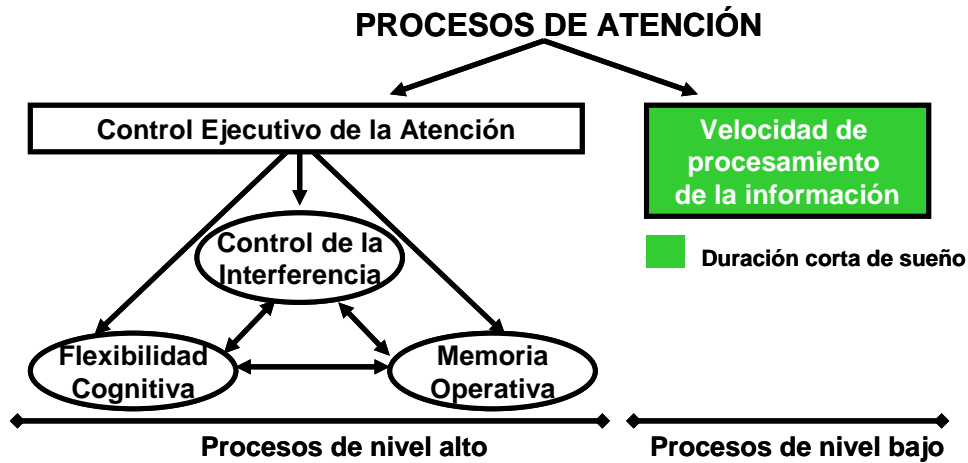 PROCESOS DE ATENCIÓN
Control Ejecutivo de la Atención
Velocidad de
procesamiento
de la información
Control de la
Interferencia
Duración corta de sueño
Flexibilidad
Cognitiva
Memoria
Operativa
Procesos de nivel alto
Procesos de nivel bajo